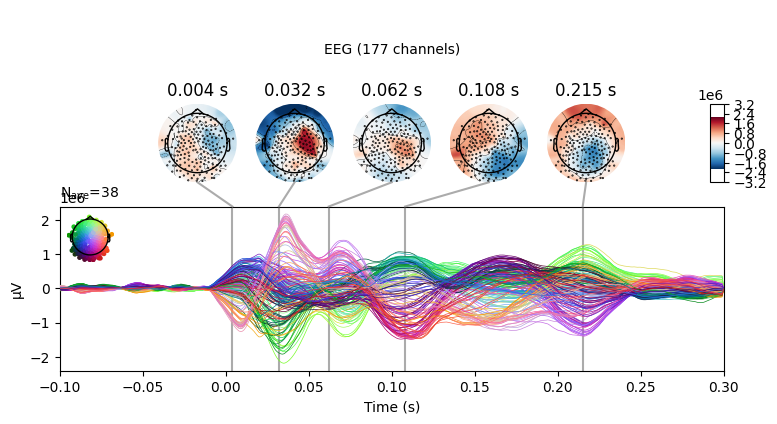 EEG (177 channels)
0.004 s 0.032 s 0.062 s 0.108 s 0.215 s
1e6
3.2
2.4
1.6
0.8
0.0
−0.8
−1.6
−2.4
−3.2
Nave=38
1e6
2
1
0
−1
−2
µV
−0.10 −0.05 0.00 0.05 0.10 0.15 0.20 0.25 0.30
Time (s)